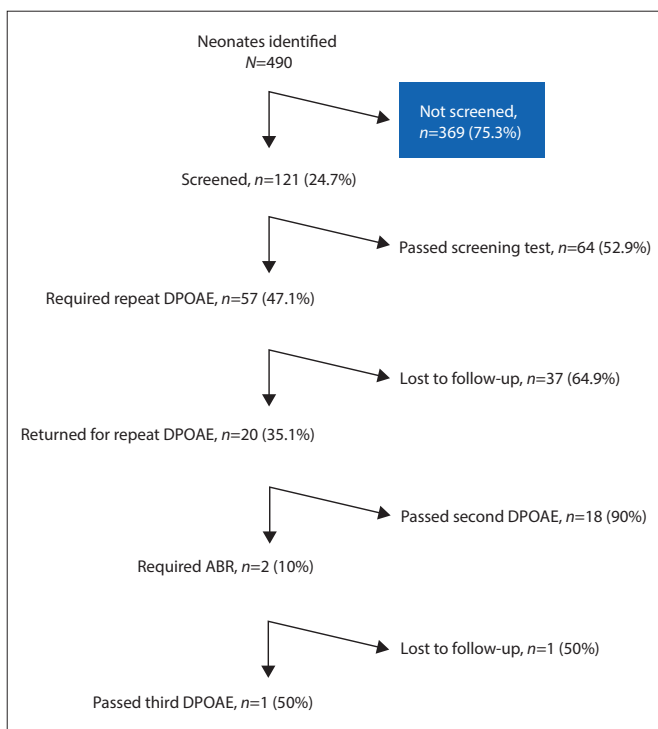 Neonates identified
N=490
Not screened,
n=369 (75.3%)
Screened, n=121 (24.7%)
Passed screening test, n=64 (52.9%)
Required repeat DPOAE, n=57 (47.1%)
Lost to follow-up, n=37 (64.9%)
Returned for repeat DPOAE, n=20 (35.1%)
Passed second DPOAE, n=18 (90%)
Required ABR, n=2 (10%)
Lost to follow-up, n=1 (50%)
Passed third DPOAE, n=1 (50%)